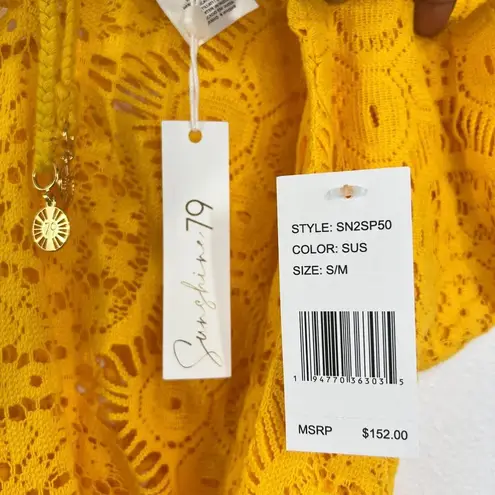 Sunshine 79
STYLE: SN2SP50
COLOR: SUS
SIZE: S/M
1 94770 36303 5
MSRP $152.00